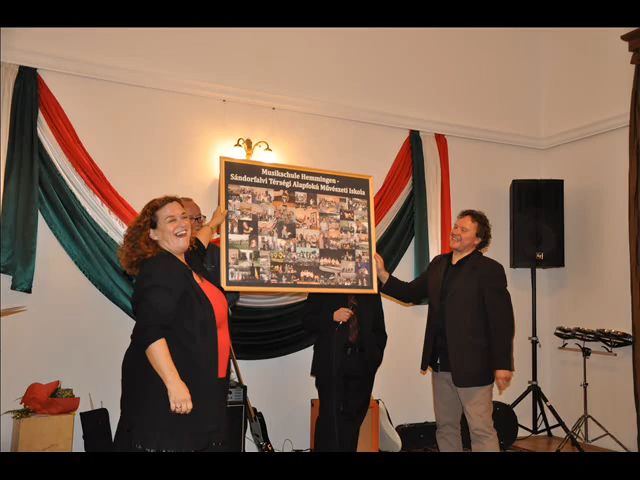 Musikschule Hemmingen -
Sándorfalvi Térségi Alapfokú Művészeti Iskola